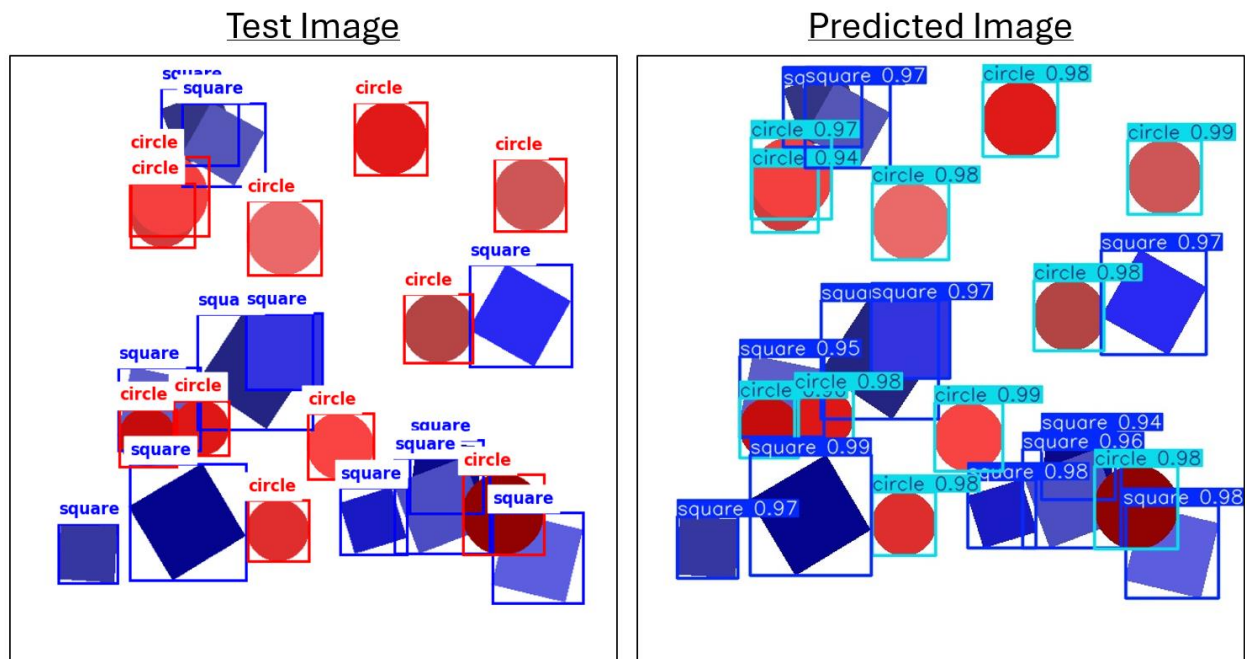 Test Image
Predicted Image
square
circle
circle
circle
circle
circle
square
circle
squa
square
square
circle
circle
circle
square
square
square
square
circle
circle
square
square
square 0.97
circle 0.98
circle 0.97
circle 0.94
circle 0.99
circle 0.98
square 0.97
circle 0.98
square 0.97
square 0.95
circle 0.98
circle 0.99
square 0.94
square 0.99
square 0.96
circle 0.98
square 0.98
circle 0.98
square 0.98
square 0.97